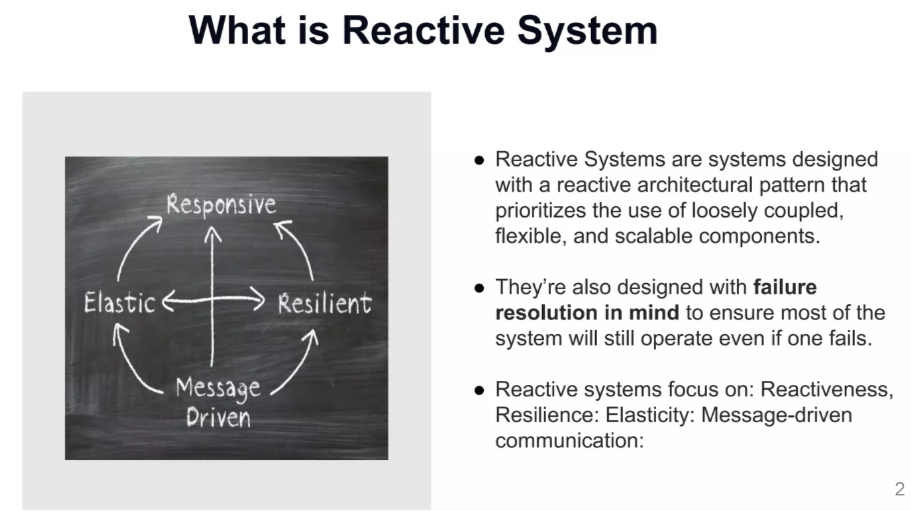 What is Reactive System
Responsive
Elastic
Resilient
Message
Driven
● Reactive Systems are systems designed
with a reactive architectural pattern that
prioritizes the use of loosely coupled,
flexible, and scalable components.
● They're also designed with failure
resolution in mind to ensure most of the
system will still operate even if one fails.
● Reactive systems focus on: Reactiveness,
Resilience: Elasticity: Message-driven
communication:
2